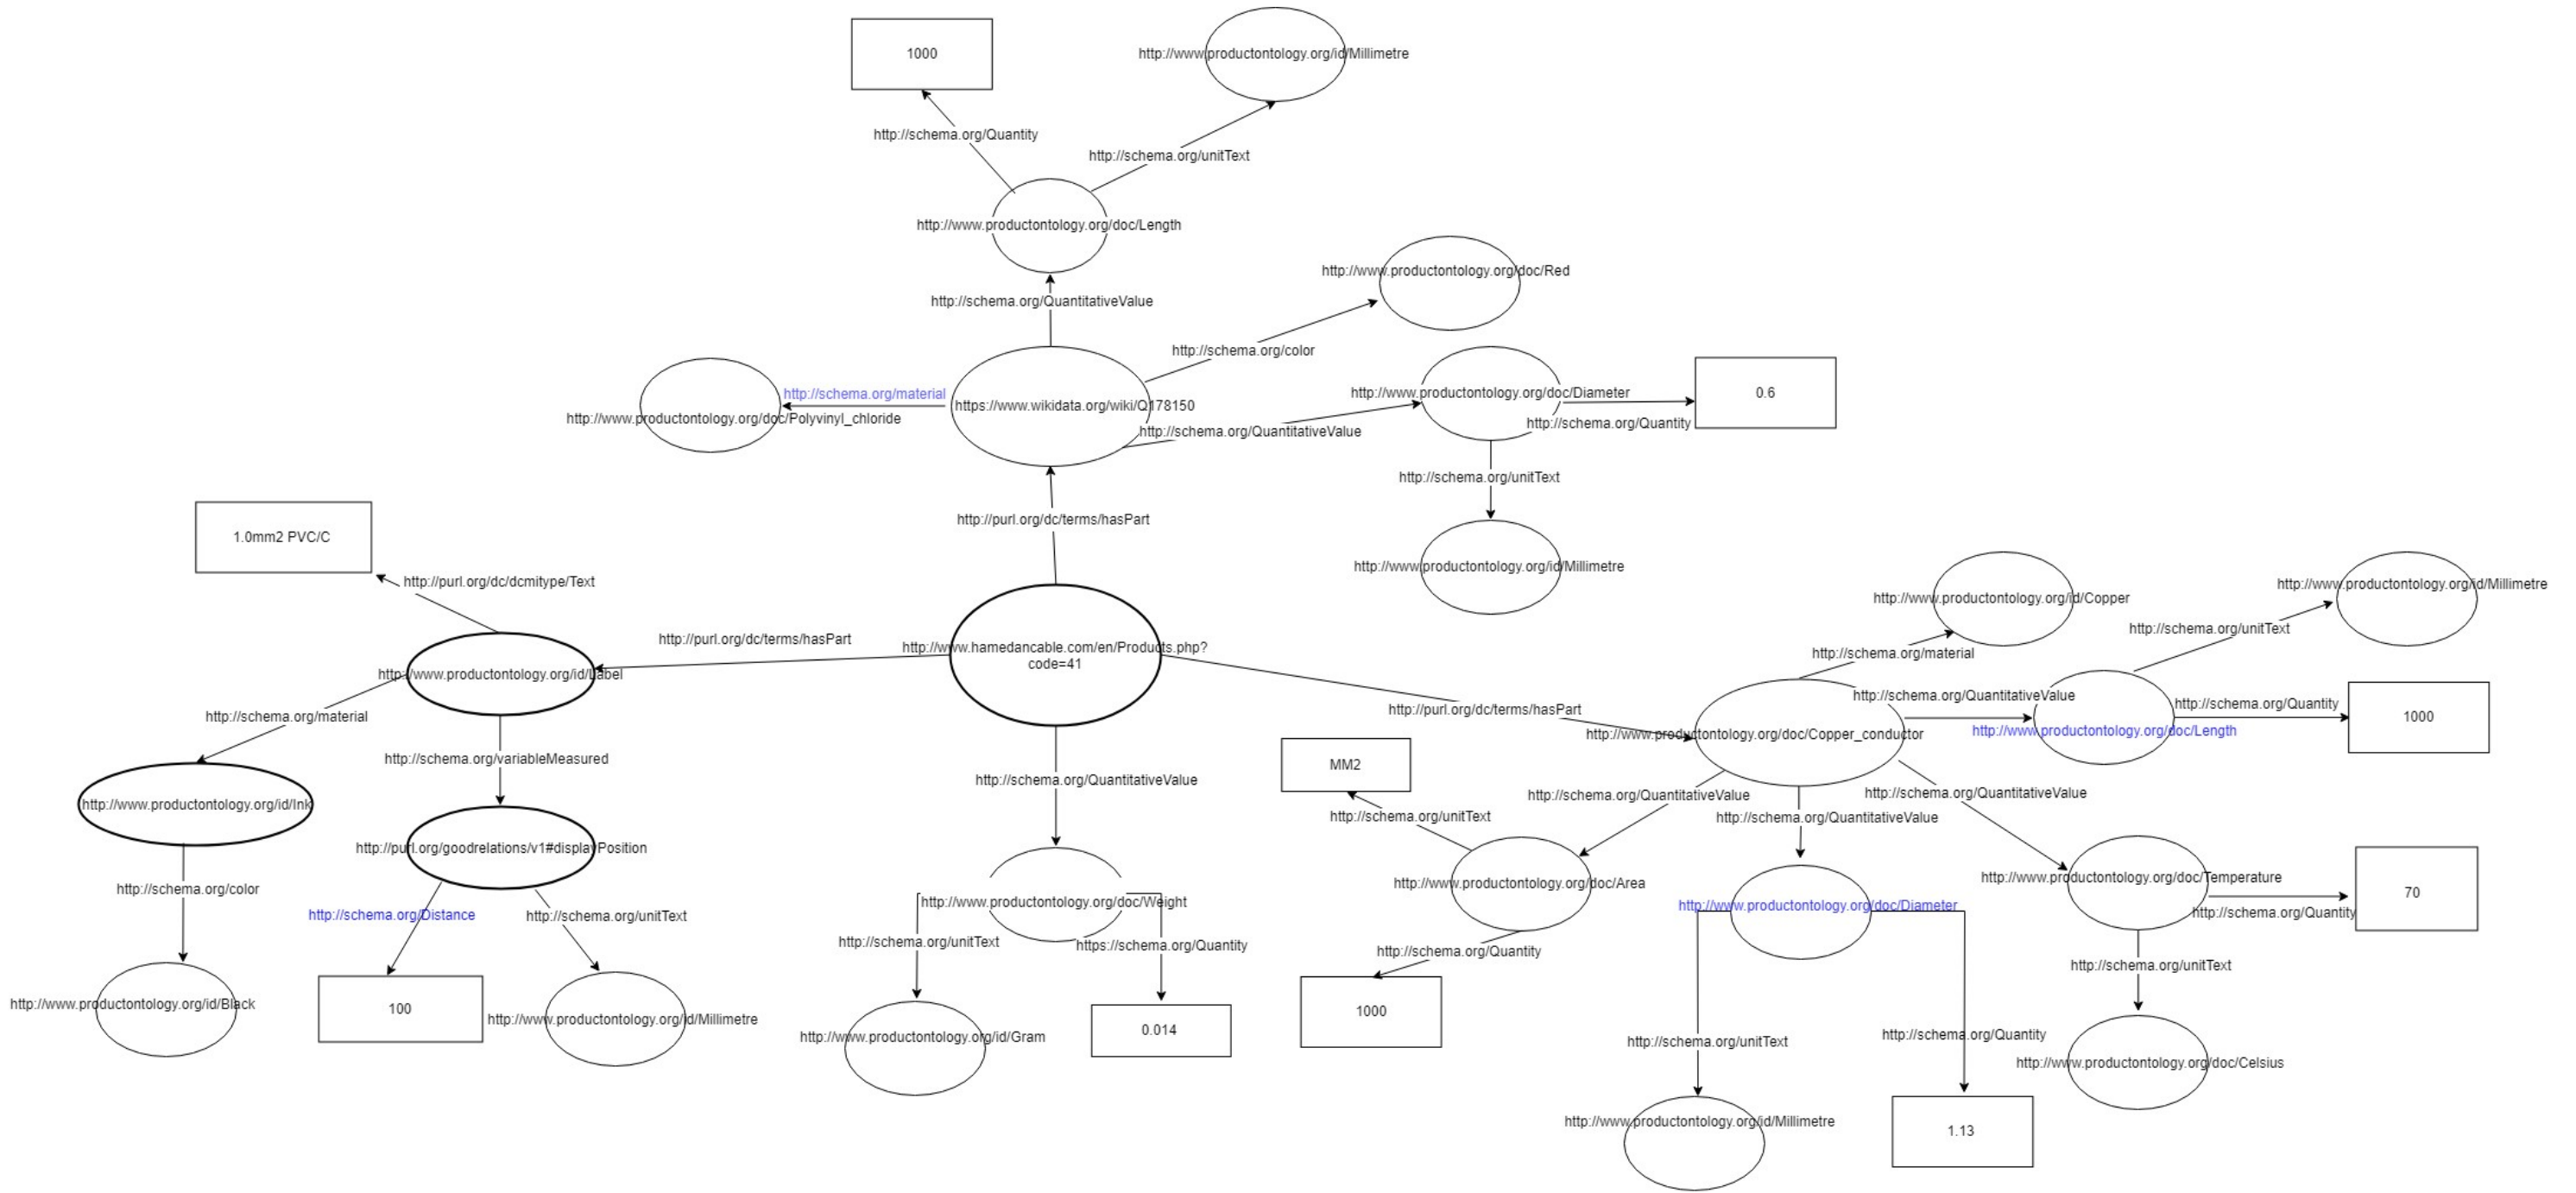 1000
http://www.productontology.org/id/Millimetre
http://schema.org/Quantity
http://schema.org/unitText
http://www.productontology.org/doc/Length
http://schema.org/QuantitativeValue
http://www.productontology.org/doc/Red
http://schema.org/color
http://schema.org/material
https://www.wikidata.org/wiki/Q178150
http://www.productontology.org/doc/Polyvinyl_chloride
http://schema.org/QuantitativeValue
http://www.productontology.org/doc/Diameter
0.6
http://schema.org/Quantity
http://schema.org/unitText
http://www.productontology.org/id/Millimetre
http://purl.org/dc/terms/hasPart
1.0mm2 PVC/C
http://purl.org/dc/dcmitype/Text
http://purl.org/dc/terms/hasPart
http://www.hamedancable.com/en/Products.php?
code=41
http://www.productontology.org/id/Label
http://schema.org/material
http://schema.org/variableMeasured
http://www.productontology.org/id/Ink
http://purl.org/goodrelations/v1#displayPosition
http://schema.org/color
http://schema.org/Distance
http://schema.org/unitText
http://www.productontology.org/id/Black
100
http://www.productontology.org/id/Millimetre
http://schema.org/QuantitativeValue
http://www.productontology.org/doc/Weight
http://schema.org/unitText
https://schema.org/Quantity
http://www.productontology.org/id/Gram
0.014
http://purl.org/dc/terms/hasPart
http://www.productontology.org/id/Copper
http://www.productontology.org/id/Millimetre
http://schema.org/unitText
http://schema.org/material
http://schema.org/QuantitativeValue
http://schema.org/Quantity
1000
http://www.productontology.org/doc/Copper_conductor
http://www.productontology.org/doc/Length
MM2
http://schema.org/QuantitativeValue
http://schema.org/QuantitativeValue
http://schema.org/unitText
http://schema.org/QuantitativeValue
http://www.productontology.org/doc/Area
http://www.productontology.org/doc/Temperature
70
http://www.productontology.org/doc/Diameter
http://schema.org/Quantity
http://schema.org/Quantity
http://schema.org/unitText
1000
http://schema.org/unitText
http://schema.org/Quantity
http://www.productontology.org/doc/Celsius
http://www.productontology.org/id/Millimetre
1.13